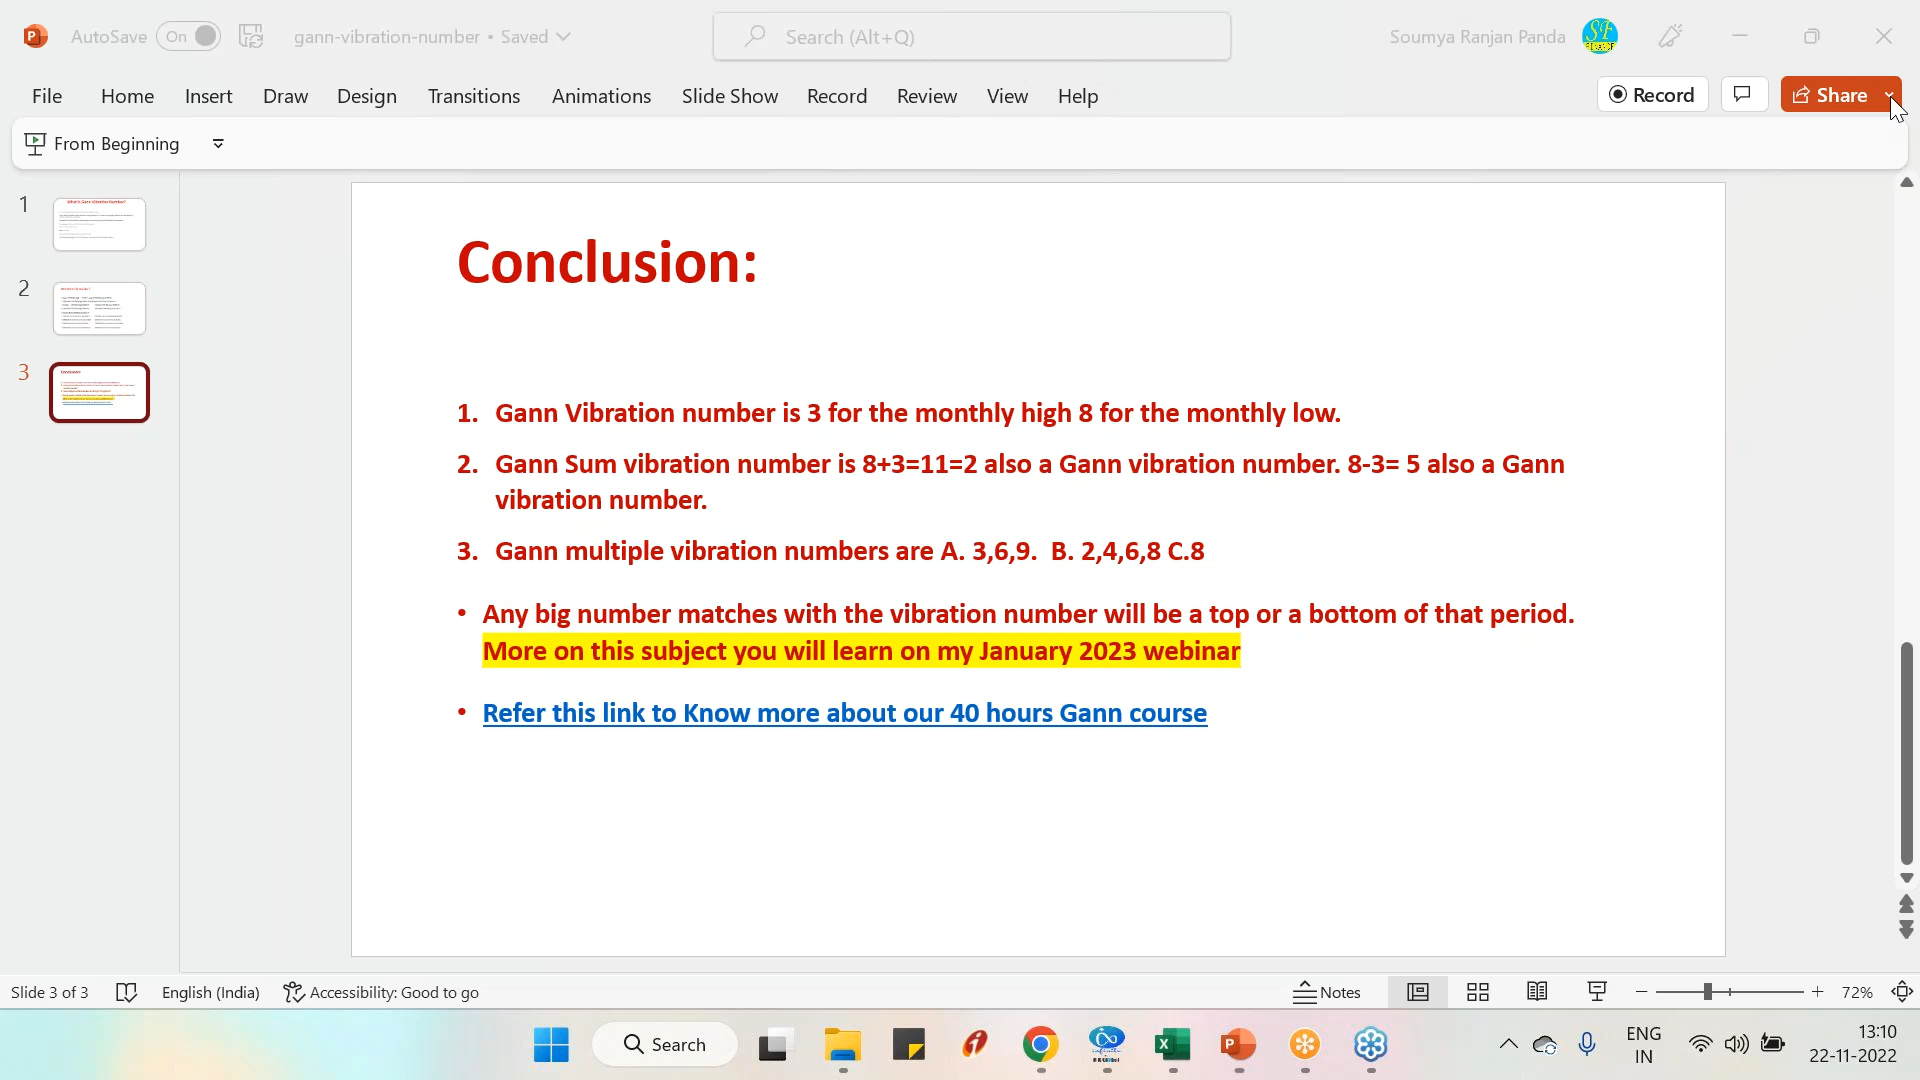 AutoSave On gann-vibration-number • Saved Search (Alt+Q) Soumya Ranjan Panda
File Home Insert Draw Design Transitions Animations Slide Show Record Review View Help Record Share
From Beginning
1
2
3
Conclusion:
1. Gann Vibration number is 3 for the monthly high 8 for the monthly low.
2. Gann Sum vibration number is 8+3=11=2 also a Gann vibration number. 8-3= 5 also a Gann
vibration number.
3. Gann multiple vibration numbers are A. 3,6,9. B. 2,4,6,8 C.8
• Any big number matches with the vibration number will be a top or a bottom of that period.
More on this subject you will learn on my January 2023 webinar
• Refer this link to Know more about our 40 hours Gann course
Slide 3 of 3 English (India) Accessibility: Good to go Notes 72%
Search ENG 13:10
IN 22-11-2022